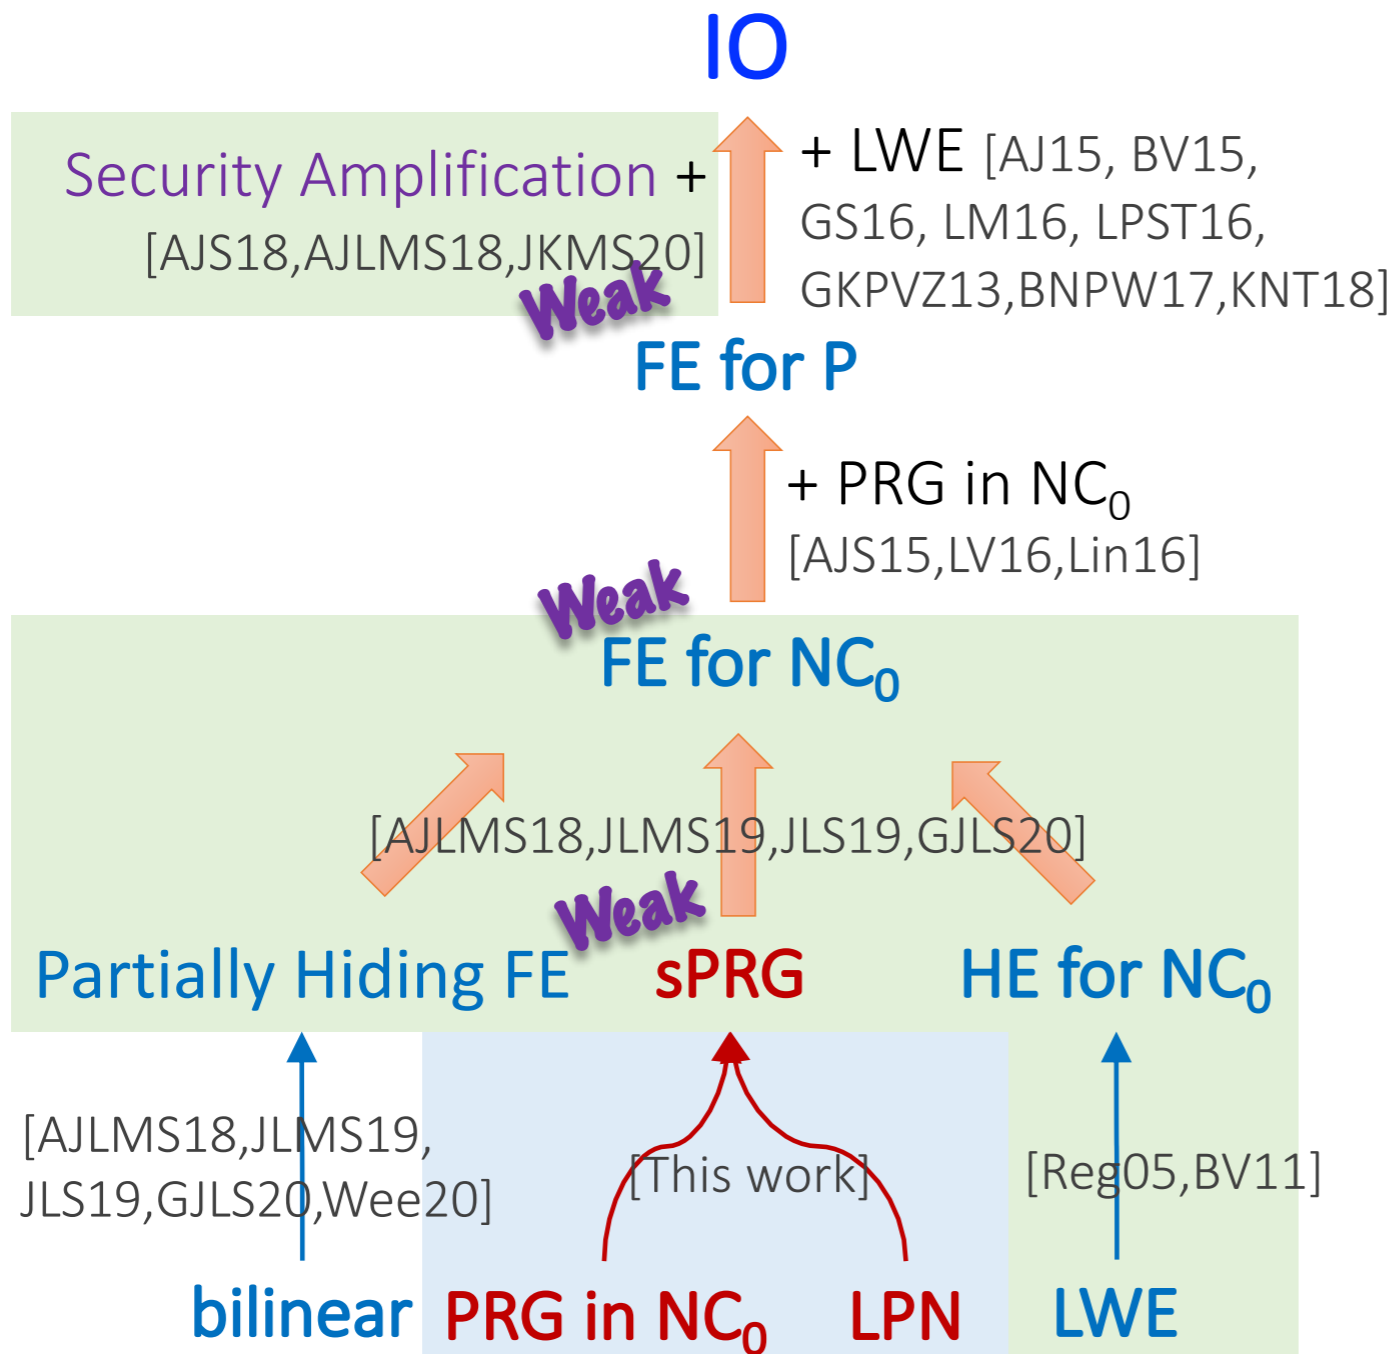 IO
Security Amplification +
[AJS18,AJLMS18,JKMS20]
+ LWE [AJ15, BV15,
GS16, LM16, LPST16,
GKPVZ13,BNPW17,KNT18]
Weak
FE for P
+ PRG in NC₀
[AJS15,LV16,Lin16]
Weak
FE for NC₀
[AJLMS18,JLMS19,JLS19,GJLS20]
Weak
Partially Hiding FE
sPRG
HE for NC₀
[AJLMS18,JLMS19,
JLS19,GJLS20,Wee20]
[This work]
[Reg05,BV11]
bilinear
PRG in NC₀
LPN
LWE